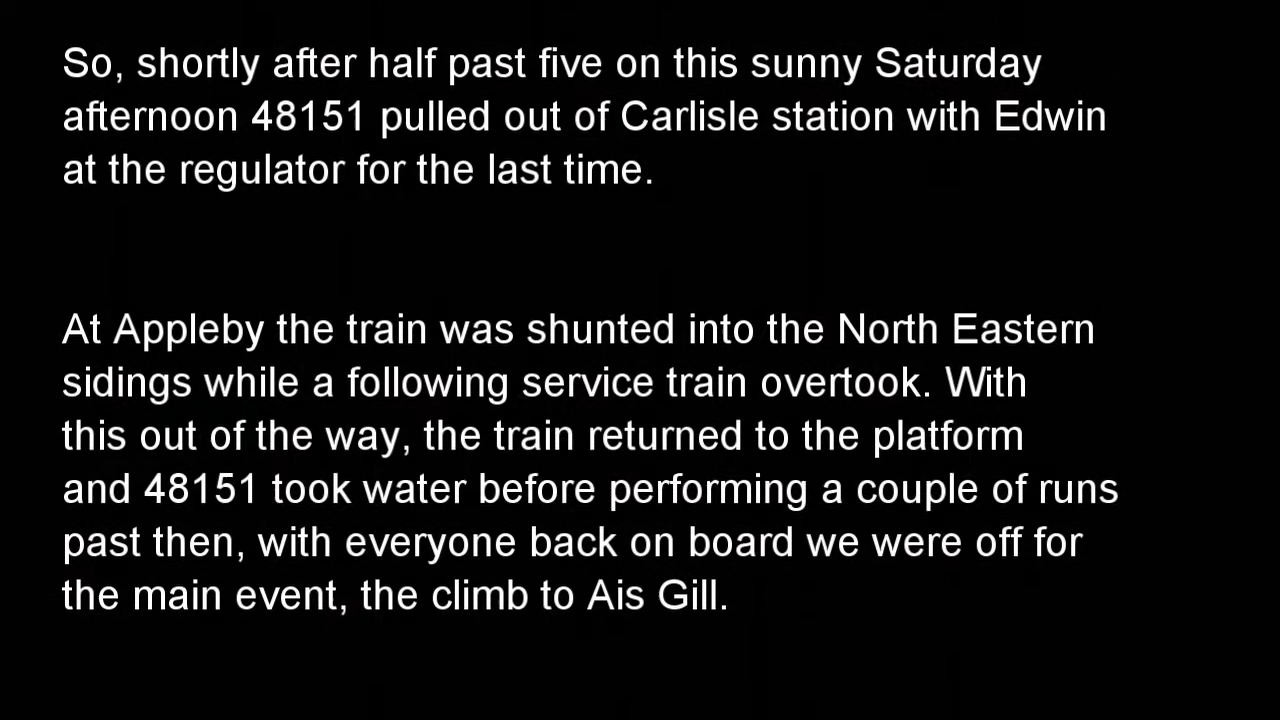 So, shortly after half past five on this sunny Saturday
afternoon 48151 pulled out of Carlisle station with Edwin
at the regulator for the last time.
At Appleby the train was shunted into the North Eastern
sidings while a following service train overtook. With
this out of the way, the train returned to the platform
and 48151 took water before performing a couple of runs
past then, with everyone back on board we were off for
the main event, the climb to Ais Gill.